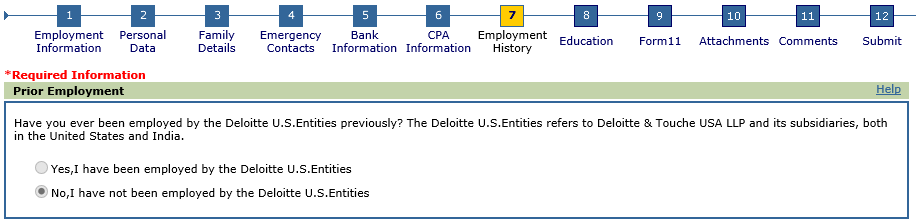 1 2 3 4 5 6 7 8 9 10 11 12
Employment Personal Family Emergency Bank CPA Employment Education Form11 Attachments Comments Submit
Information Data Details Contacts Information Information History
*Required Information
Prior Employment Help
Have you ever been employed by the Deloitte U.S.Entities previously? The Deloitte U.S.Entities refers to Deloitte & Touche USA LLP and its subsidiaries, both
in the United States and India.
Yes,I have been employed by the Deloitte U.S.Entities
No,I have not been employed by the Deloitte U.S.Entities